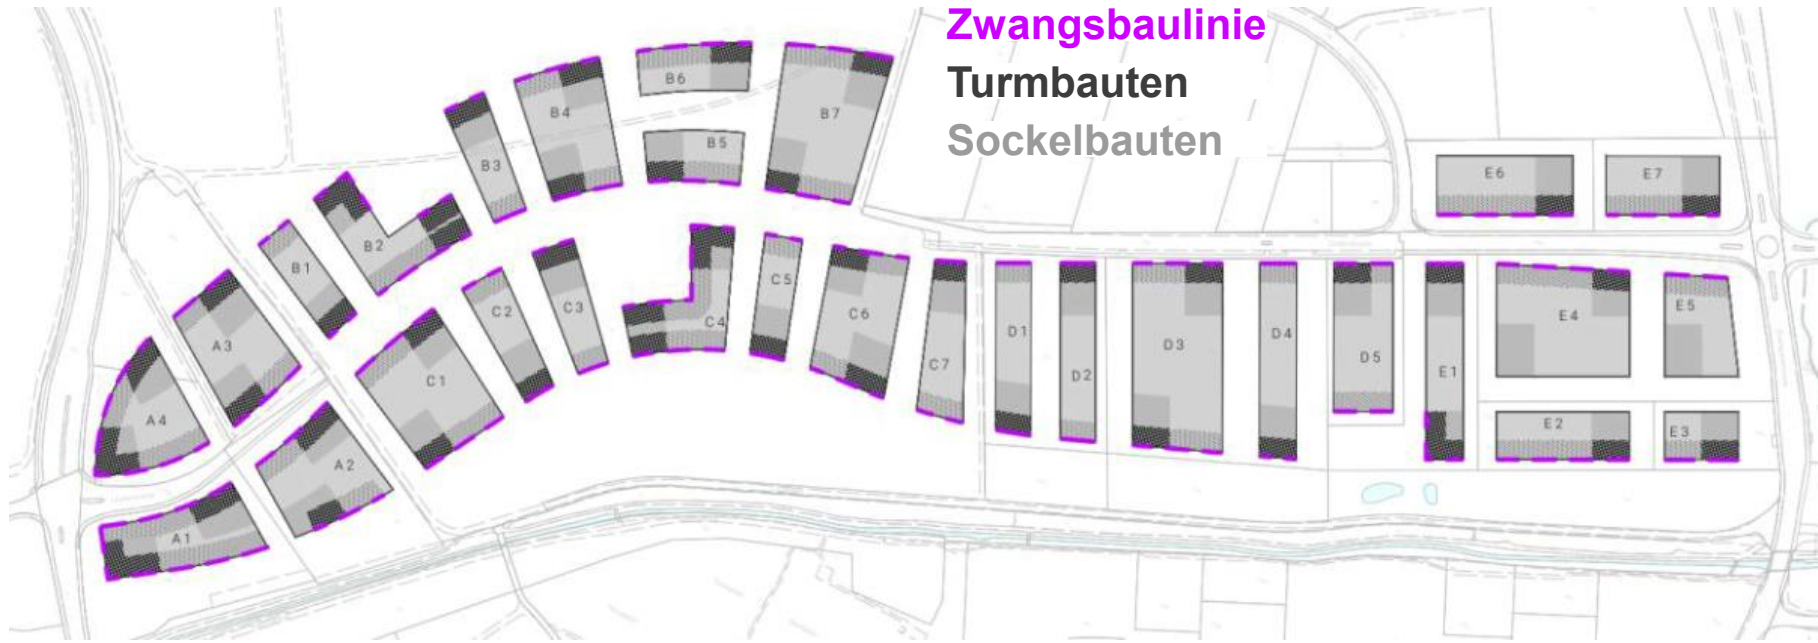 Zwangsbaulinie
Turmbauten
Sockelbauten
B6
B4
B7
B5
B3
E6
E7
B2
B1
C5
C3
C2
C4
C6
A3
D1
D4
D3
D5
E4
E5
C7
E1
D2
C1
A4
E2
E3
A2
A1